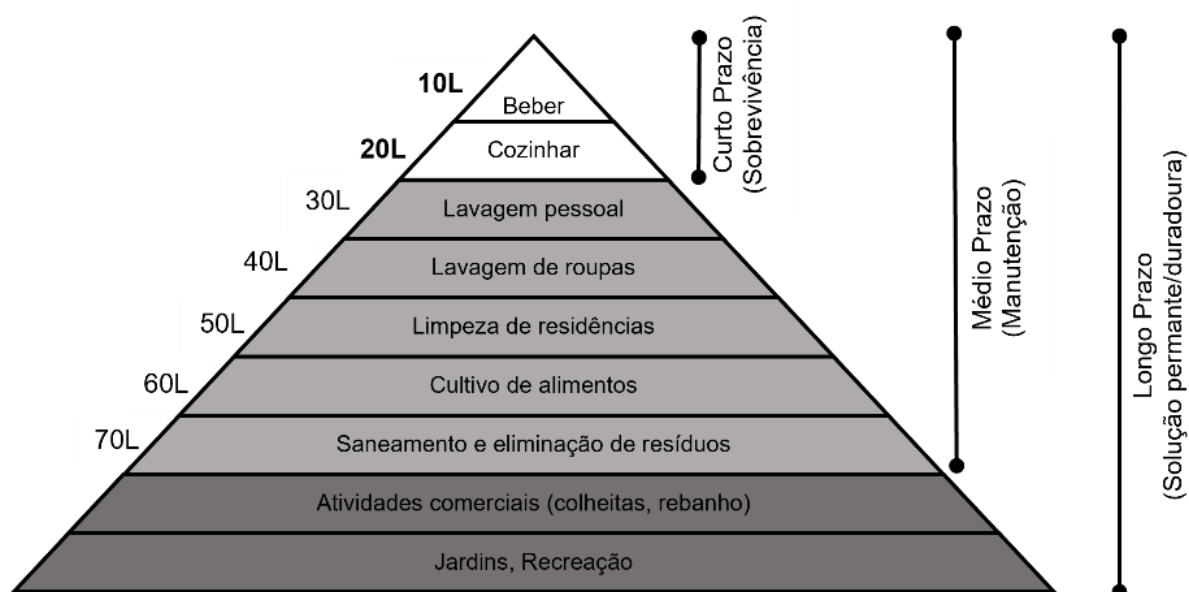 10L
Beber
20L
Cozinhar
30L
Lavagem pessoal
40L
Lavagem de roupas
50L
Limpeza de residências
60L
Cultivo de alimentos
70L
Saneamento e eliminação de resíduos
Atividades comerciais (colheitas, rebanho)
Jardins, Recreação
Curto Prazo
(Sobrevivência)
Médio Prazo
(Manutenção)
Longo Prazo
(Solução permante/duradoura)